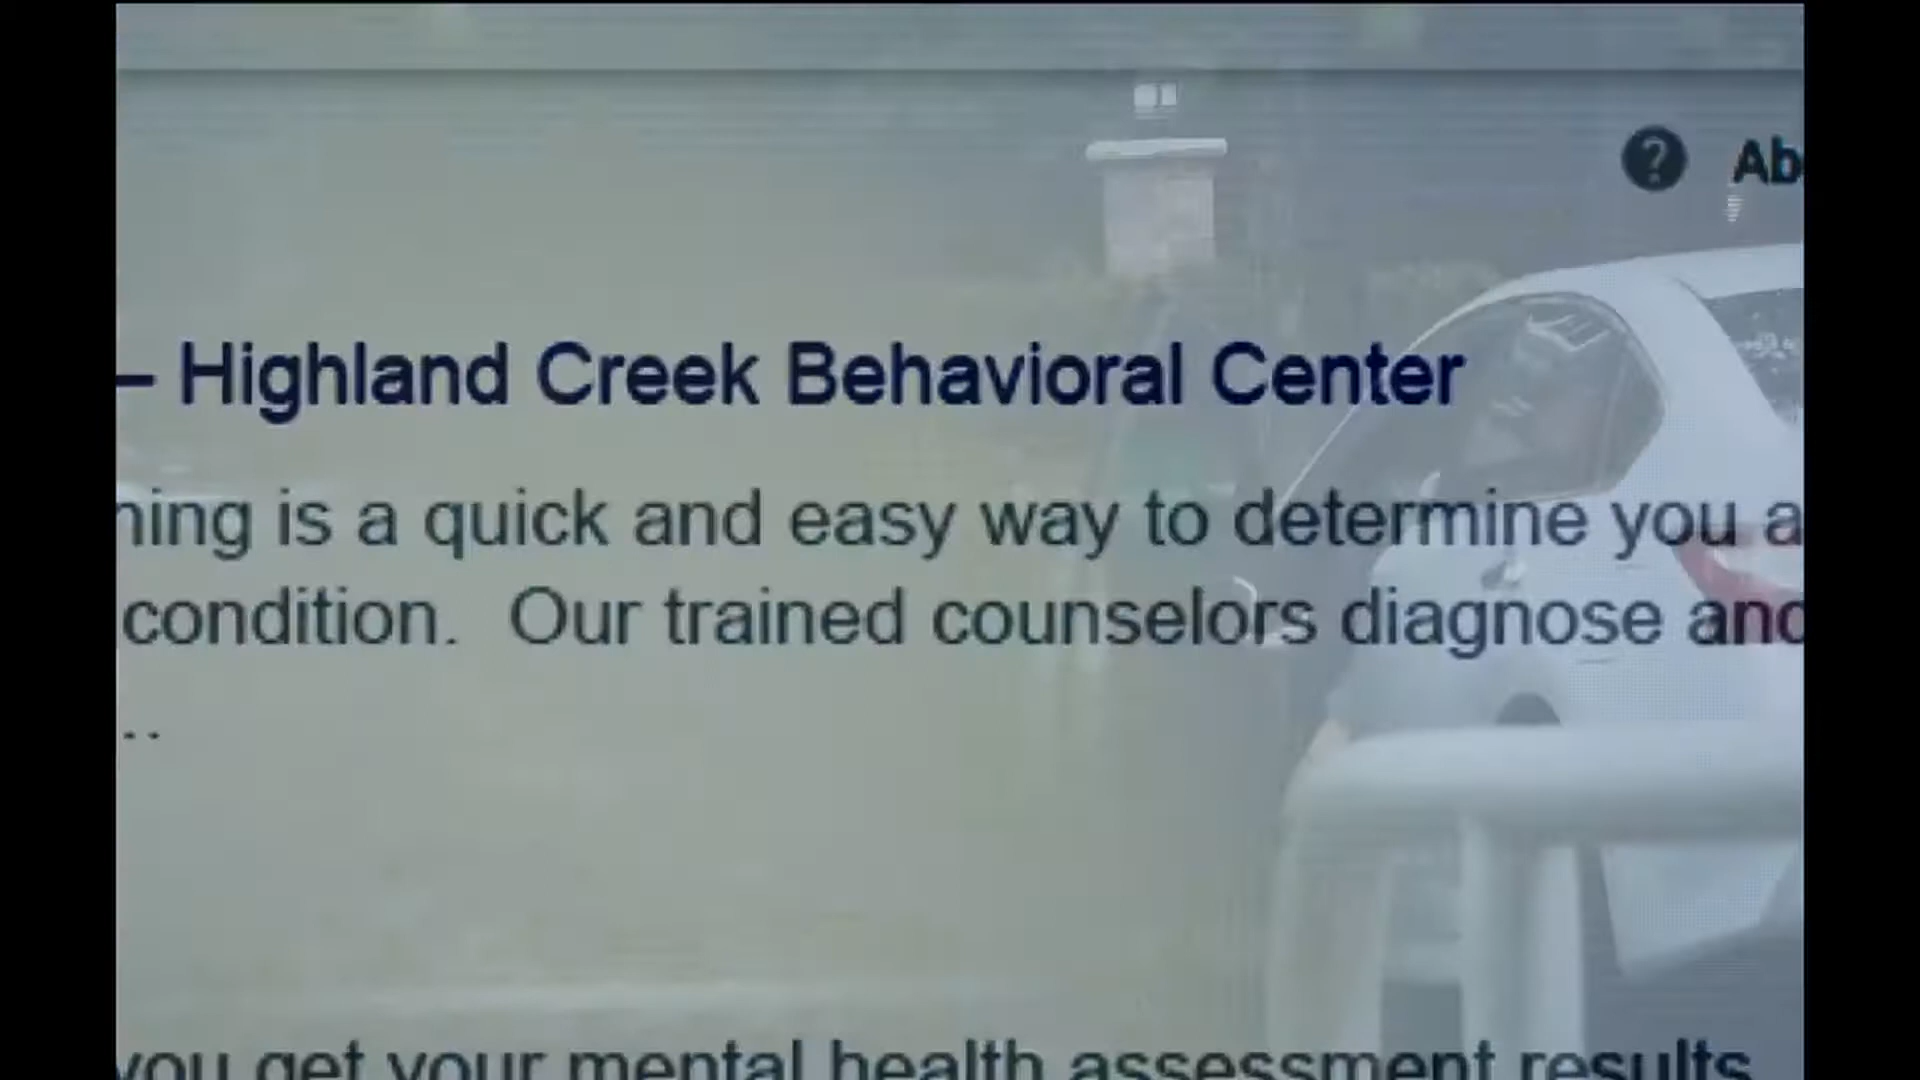 Ab
– Highland Creek Behavioral Center
ning is a quick and easy way to determine you a
condition. Our trained counselors diagnose and
..
you get your mental health assessment results